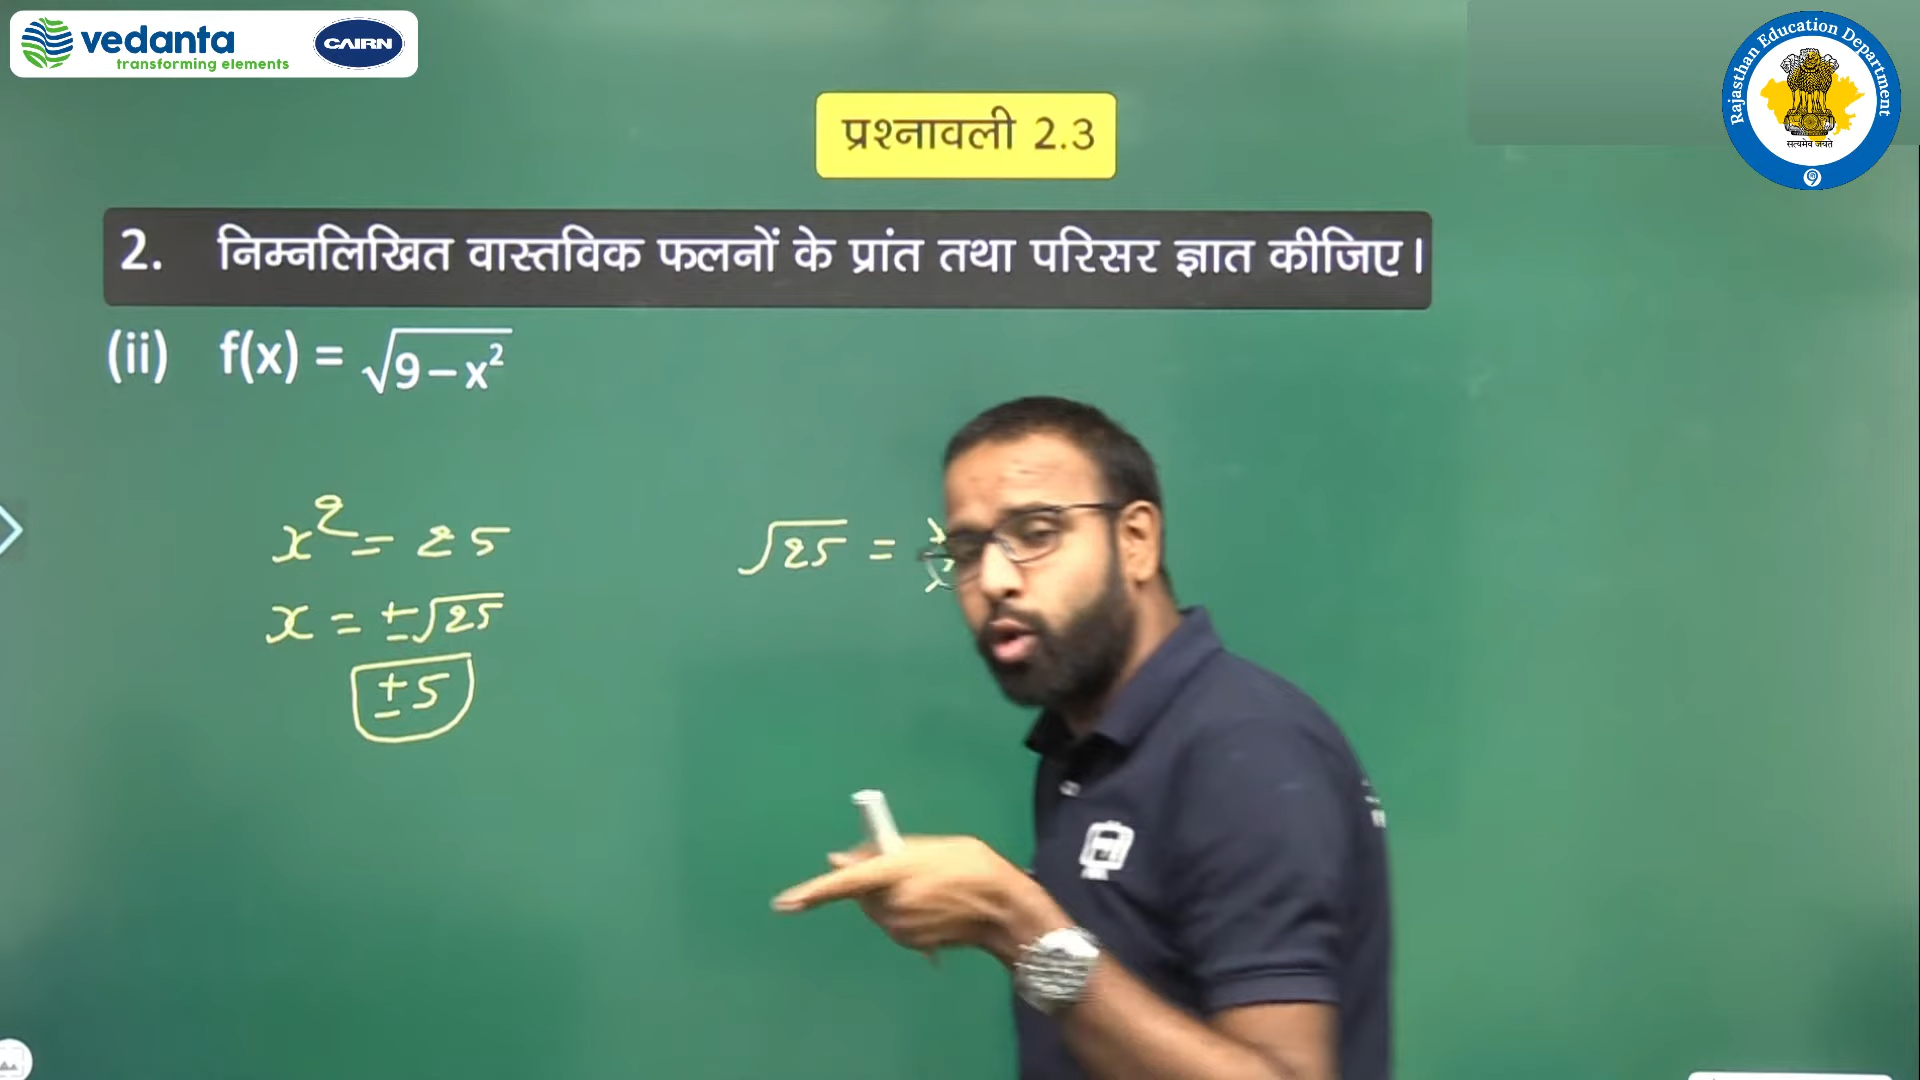 vedanta
transforming elements
CAIRN
Rajasthan Education Department
सत्यमेव जयते
प्रश्नावली 2.3
2. निम्नलिखित वास्तविक फलनों के प्रांत तथा परिसर ज्ञात कीजिए।
(ii) f(x) = √9-x²
x² = 25
√25 =
x = ±√25
±5